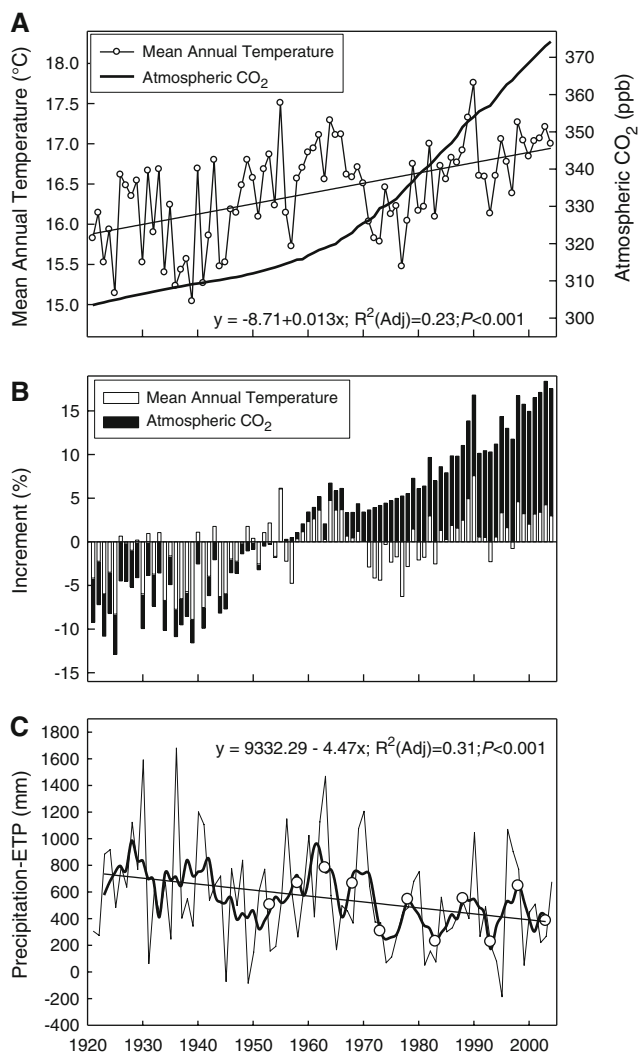 A
Mean Annual Temperature (°C)
18.0
17.5
17.0
16.5
16.0
15.5
15.0
Mean Annual Temperature
Atmospheric CO2
370
360
350
340
330
320
310
300
Atmospheric CO2 (ppb)
y = -8.71+0.013x; R2(Adj)=0.23;P<0.001
B
Increment (%)
15
10
5
0
-5
-10
-15
Mean Annual Temperature
Atmospheric CO2
C
Precipitation-ETP (mm)
1800
1600
1400
1200
1000
800
600
400
200
-0
-200
-400
y = 9332.29 - 4.47x; R2(Adj)=0.31;P<0.001
1920 1930 1940 1950 1960 1970 1980 1990 2000